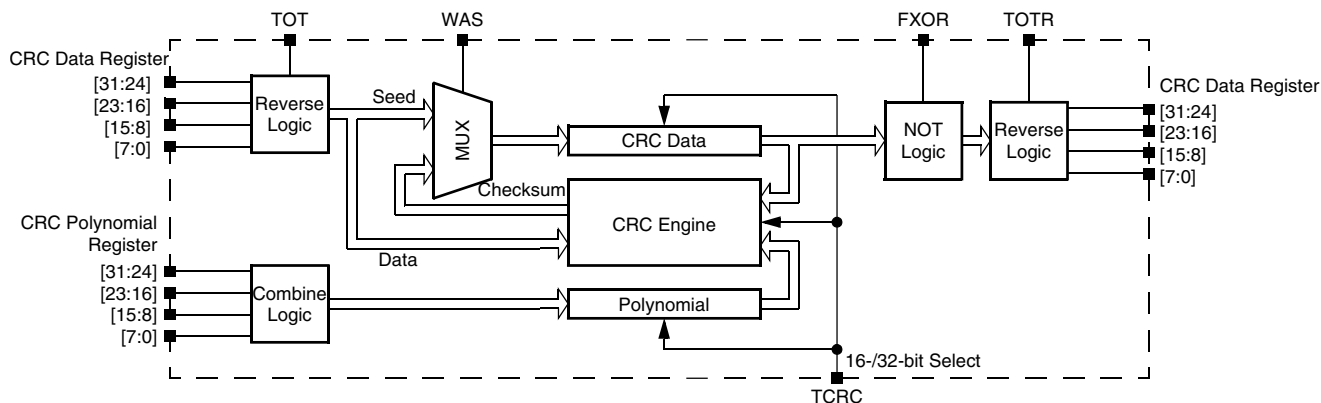 TOT
WAS
FXOR
TOTR
CRC Data Register
[31:24]
[23:16]
[15:8]
[7:0]
Reverse
Logic
Seed
MUX
Checksum
Data
CRC Data
CRC Engine
Polynomial
NOT
Logic
Reverse
Logic
CRC Data Register
[31:24]
[23:16]
[15:8]
[7:0]
CRC Polynomial
Register
[31:24]
[23:16]
[15:8]
[7:0]
Combine
Logic
16-/32-bit Select
TCRC